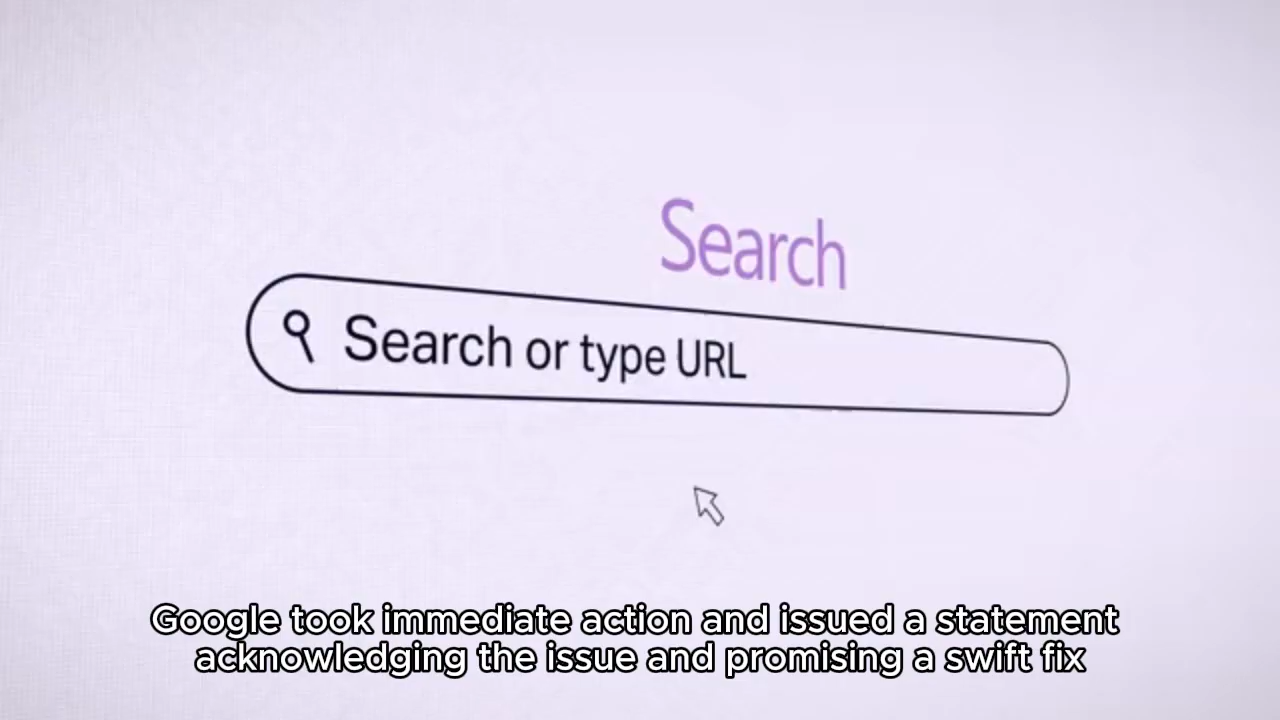 Search
Search or type URL
Google took immediate action and issued a statement
acknowledging the issue and promising a swift fix